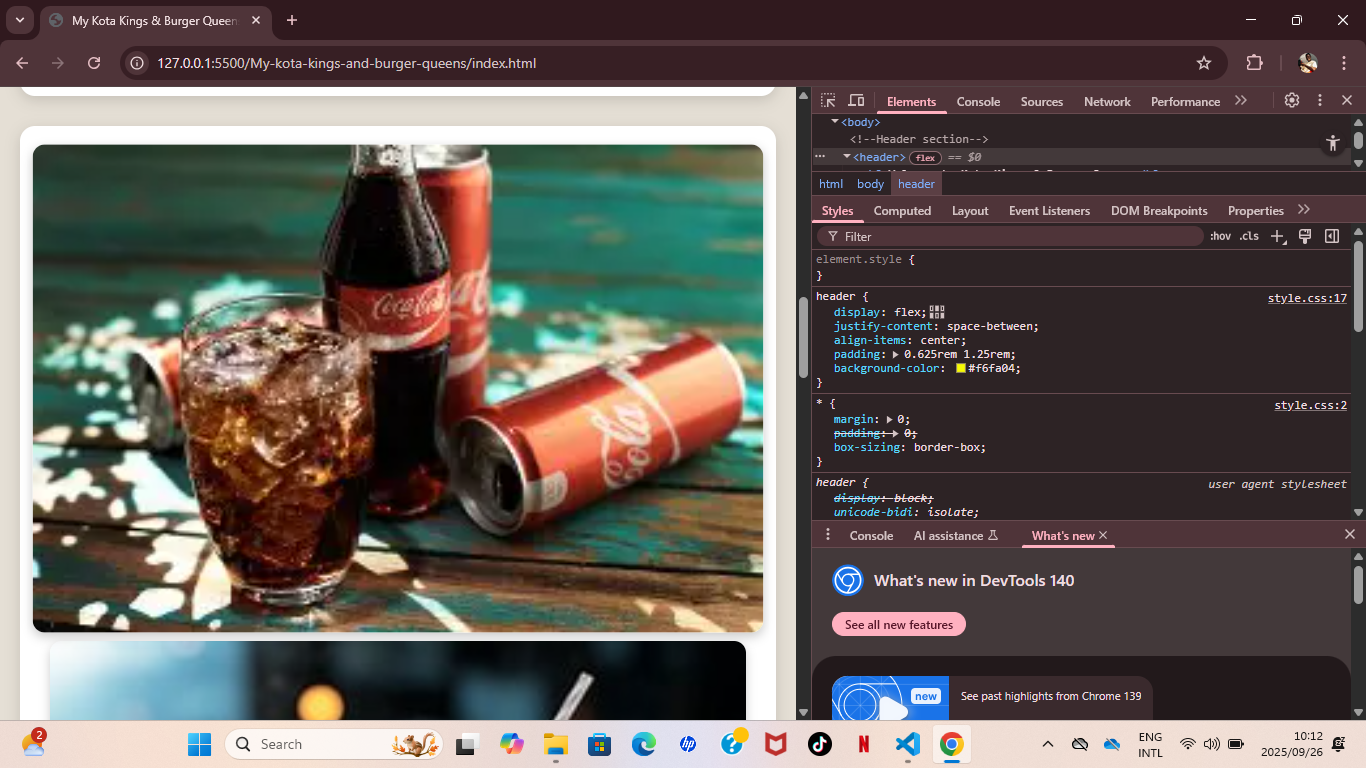 My Kota Kings & Burger Queen
127.0.0.1:5500/My-kota-kings-and-burger-queens/index.html
Elements Console Sources Network Performance
<body>
<!--Header section-->
<header> flex == $0
html body header
Styles Computed Layout Event Listeners DOM Breakpoints Properties
Filter :hov .cls
element.style {
}
header { style.css:17
display: flex;
justify-content: space-between;
align-items: center;
padding: 0.625rem 1.25rem;
background-color: #f6fa04;
}
* { style.css:2
margin: 0;
padding: 0;
box-sizing: border-box;
}
header { user agent stylesheet
display: block;
unicode-bidi: isolate;
Console AI assistance What's new
What's new in DevTools 140
See all new features
new See past highlights from Chrome 139
Coca-Cola
Cola
2
Search
hp
N
ENG
INTL
10:12
2025/09/26